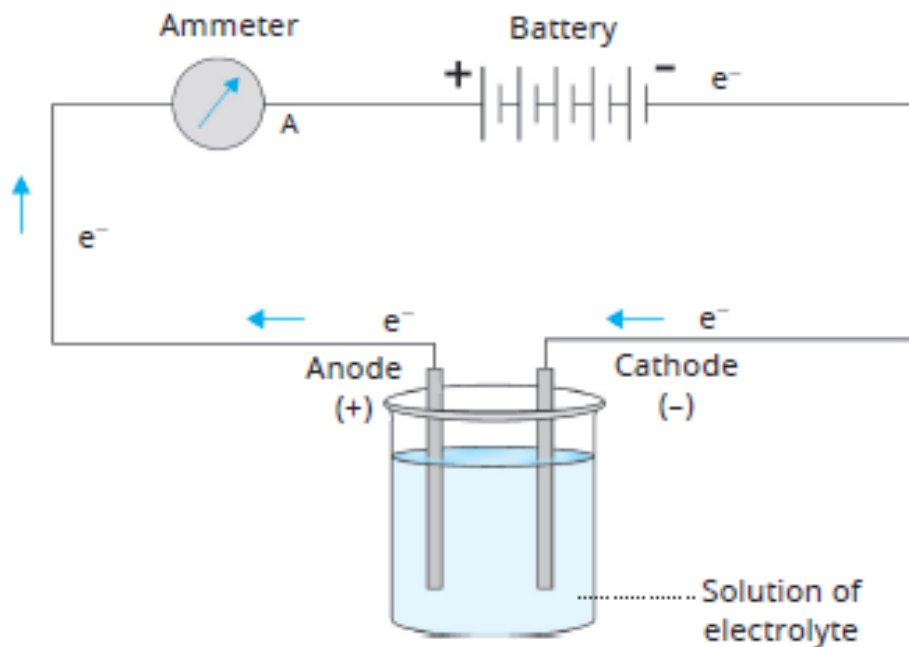 Ammeter
Battery
+
−
e⁻
A
e⁻
e⁻
e⁻
Anode
(+)
Cathode
(–)
Solution of
electrolyte